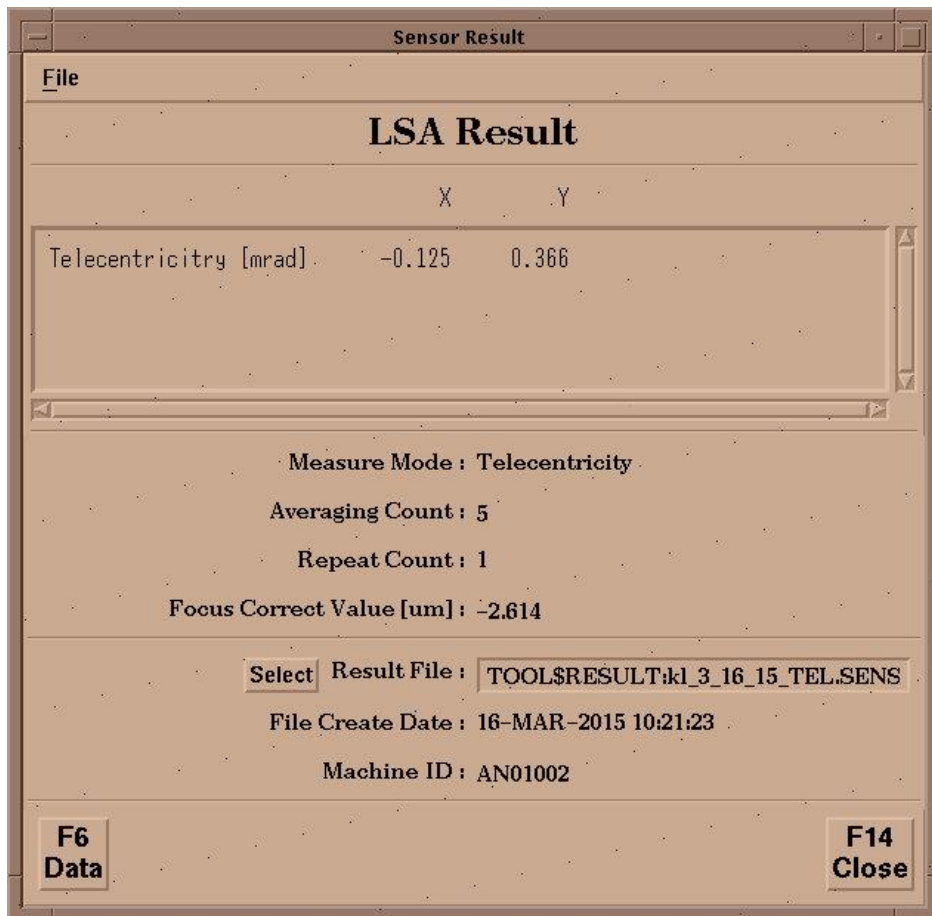 Sensor Result
File
LSA Result
X Y
Telecentricitry [mrad] -0.125 0.366
Measure Mode : Telecentricity
Averaging Count : 5
Repeat Count : 1
Focus Correct Value [um] : -2.614
Select Result File : TOOL$RESULT:kl_3_16_15_TEL.SENS
File Create Date : 16-MAR-2015 10:21:23
Machine ID : AN01002
F6 F14
Data Close